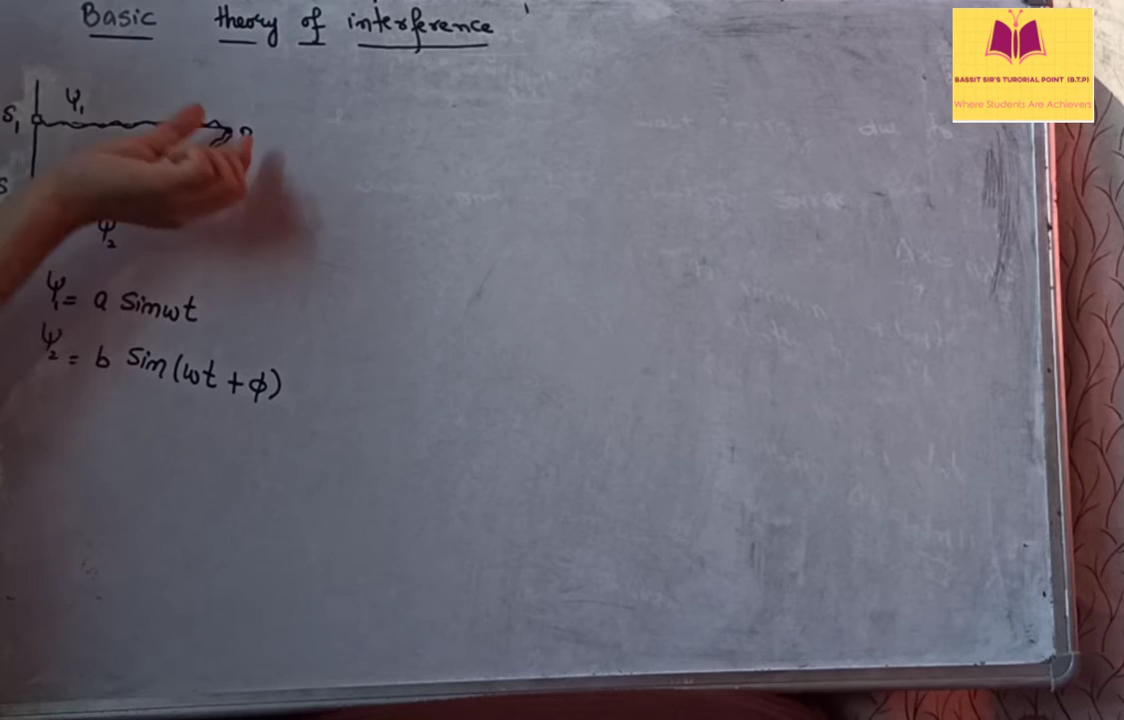 Basic theory of interference
BASSIT SIR'S TURORIAL POINT (B.T.P)
Where Students Are Achievers
S₁ ψ₁
S
ψ₂
ψ₁ = a Sinωt
ψ₂ = b Sin(ωt + φ)